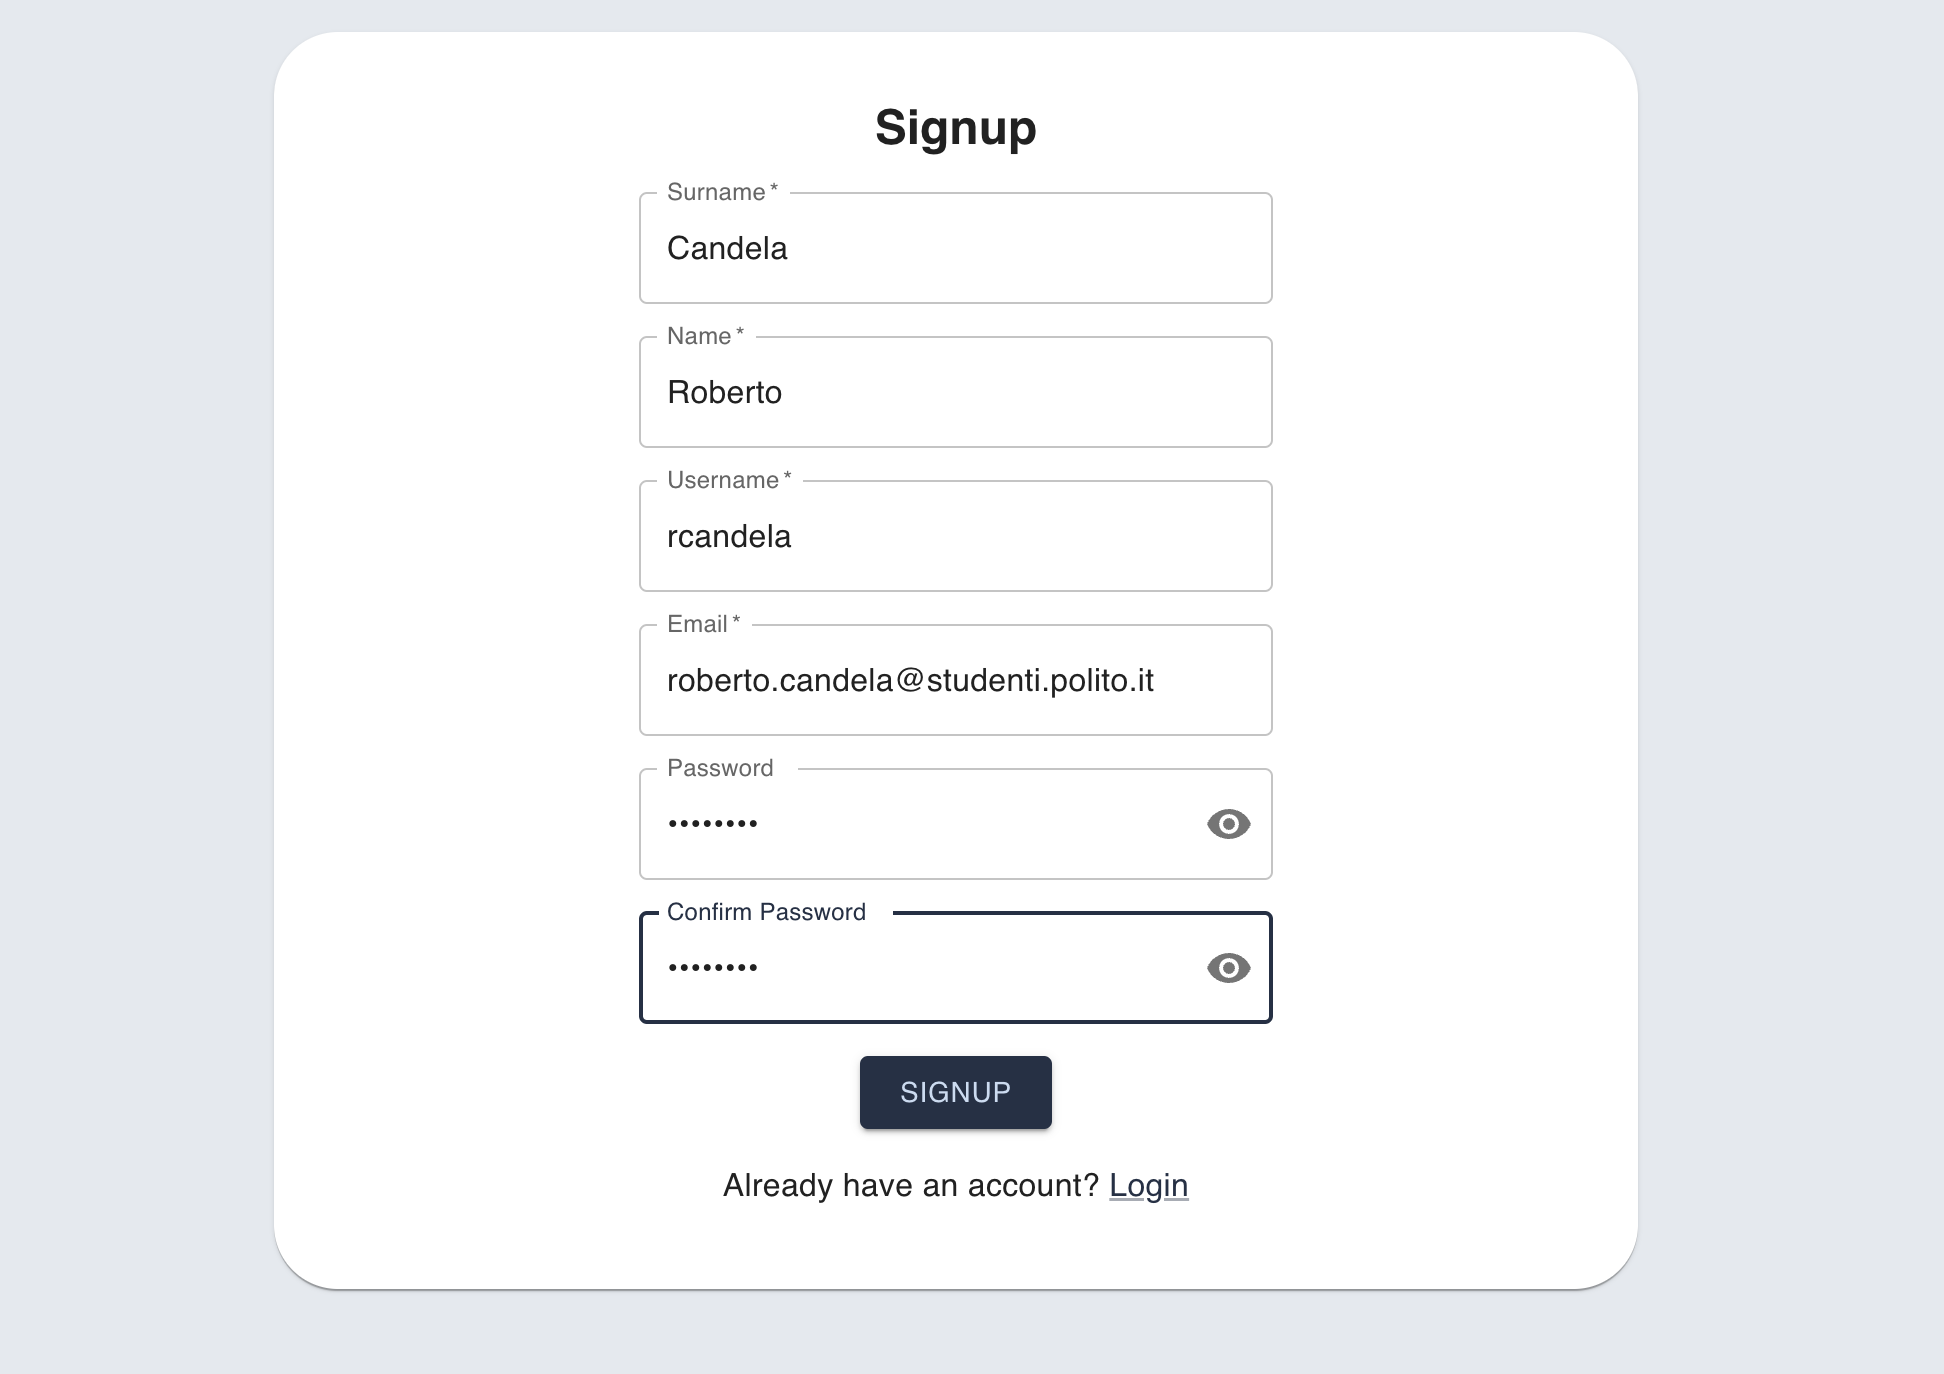 Signup
Surname *
Candela
Name *
Roberto
Username *
rcandela
Email *
roberto.candela@studenti.polito.it
Password
••••••••
Confirm Password
••••••••
SIGNUP
Already have an account? Login